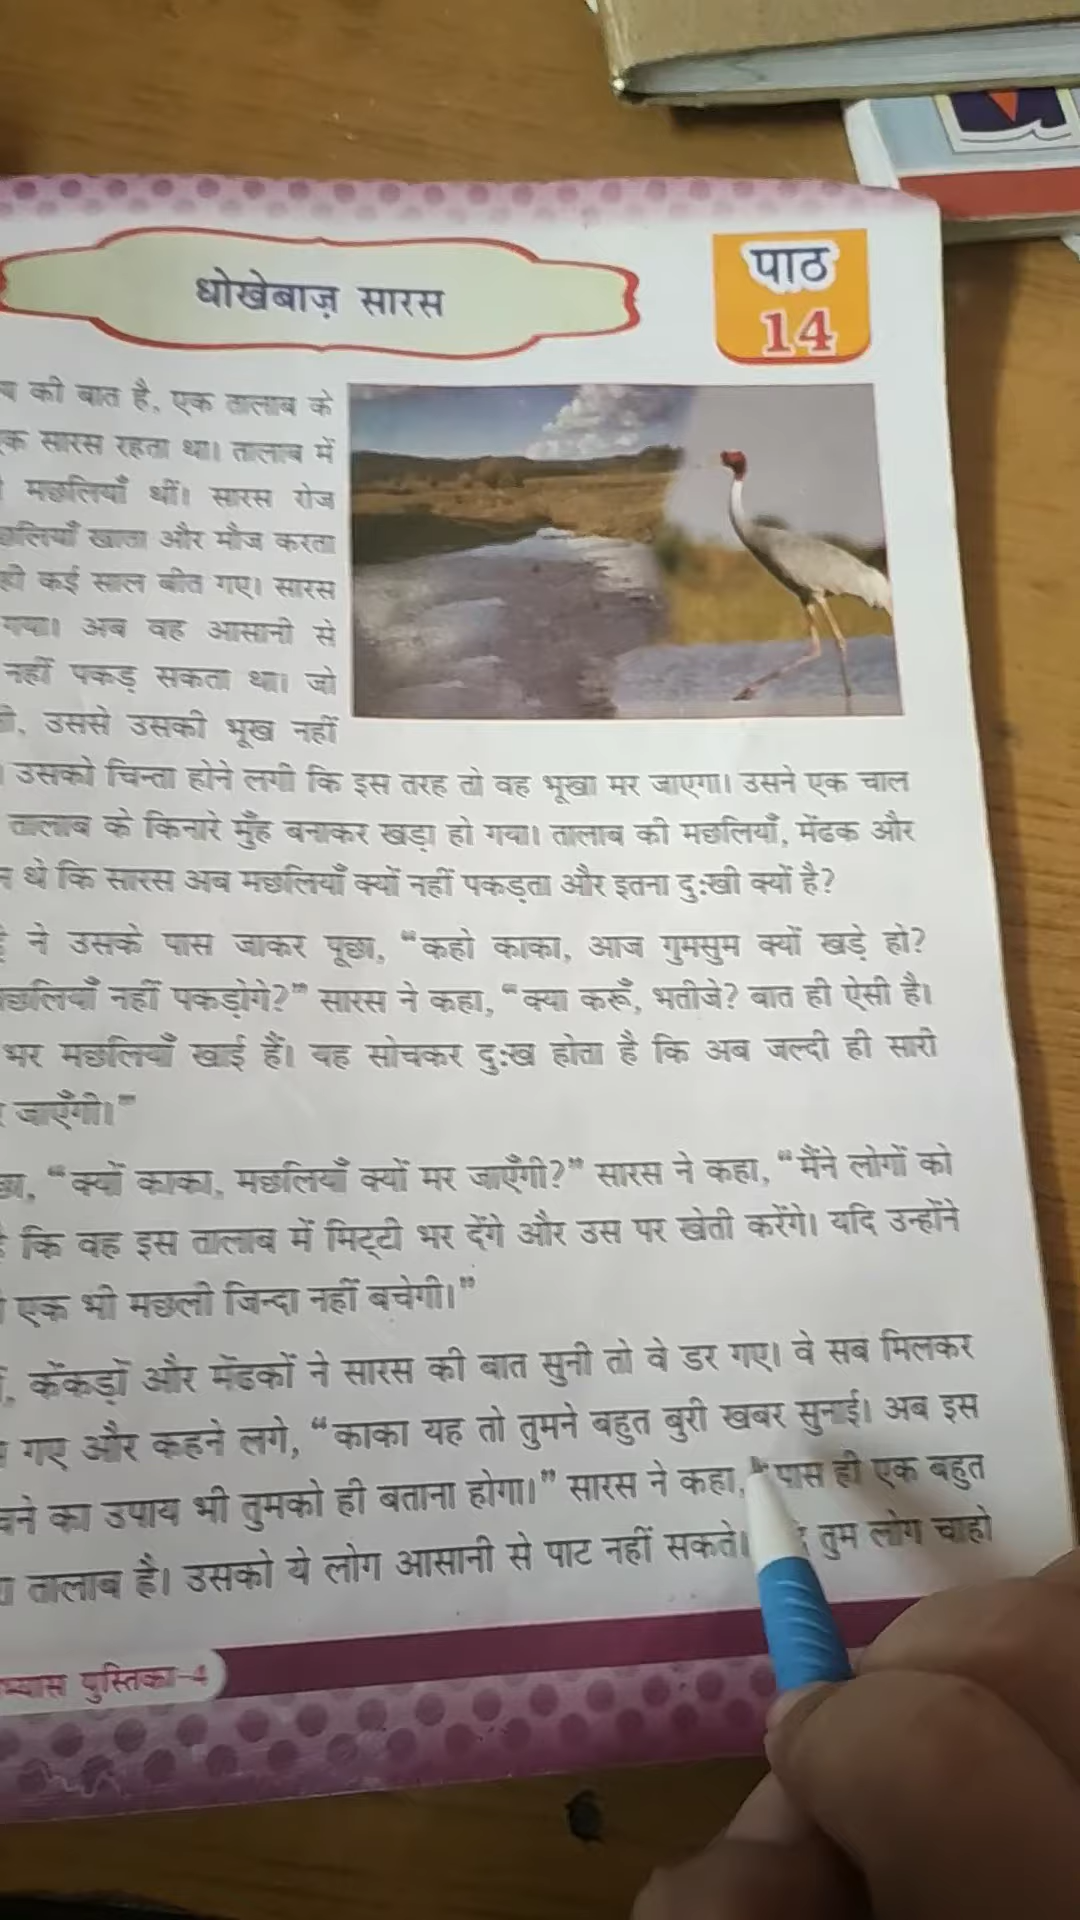 धोखेबाज़ सारस
पाठ
14
की बात है, एक तालाब के
सारस रहता था। तालाब में
मछलियाँ थीं। सारस रोज
खाता और मौज करता
कई साल बीत गए। सारस
गया। अब वह आसानी से
नहीं पकड़ सकता था। जो
उससे उसकी भूख नहीं
उसको चिन्ता होने लगी कि इस तरह तो वह भूखा मर जाएगा। उसने एक चाल
तालाब के किनारे मुँह बनाकर खड़ा हो गया। तालाब की मछलियाँ, मेंढक और
थे कि सारस अब मछलियाँ क्यों नहीं पकड़ता और इतना दुःखी क्यों है?
ने उसके पास जाकर पूछा, “कहो काका, आज गुमसुम क्यों खड़े हो?
नहीं पकड़ोगे?” सारस ने कहा, “क्या करूँ, भतीजे? बात ही ऐसी है।
भर मछलियाँ खाई हैं। यह सोचकर दुःख होता है कि अब जल्दी ही सारी
जाएँगी।”
“क्यों काका, मछलियाँ क्यों मर जाएँगी?” सारस ने कहा, “मैंने लोगों को
कि वह इस तालाब में मिट्टी भर देंगे और उस पर खेती करेंगे। यदि उन्होंने
एक भी मछली जिन्दा नहीं बचेगी।”
केंकड़ों और मेंढकों ने सारस की बात सुनी तो वे डर गए। वे सब मिलकर
गए और कहने लगे, “काका यह तो तुमने बहुत बुरी खबर सुनाई। अब इस
का उपाय भी तुमको ही बताना होगा।” सारस ने कहा, “पास ही एक बहुत
तालाब है। उसको ये लोग आसानी से पाट नहीं सकते। तुम लोग चाहो
पुस्तिका-4